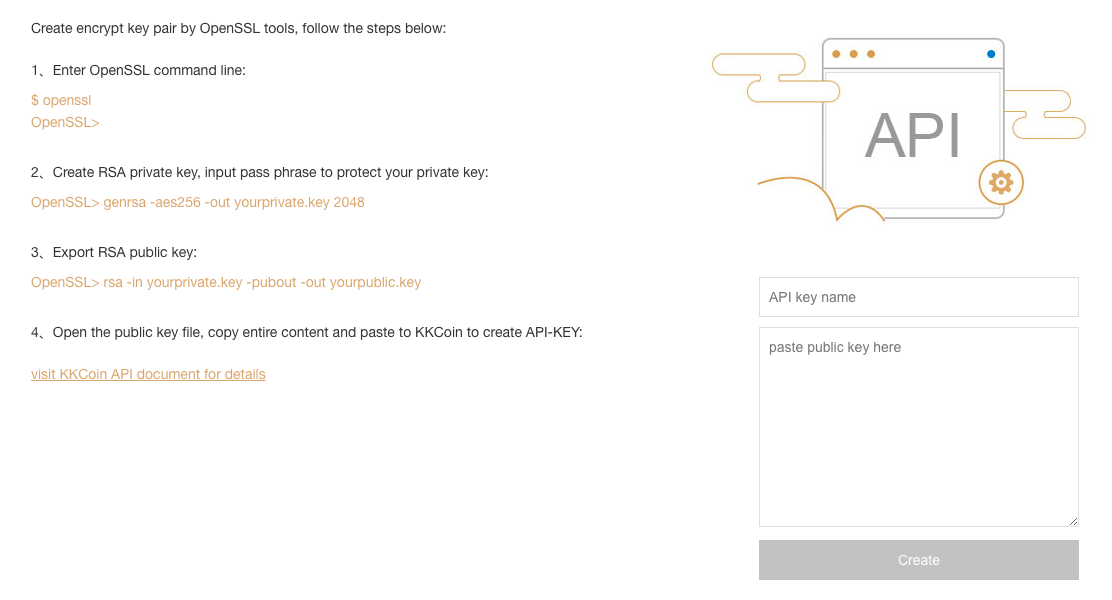 Create encrypt key pair by OpenSSL tools, follow the steps below:
1、Enter OpenSSL command line:
$ openssl
OpenSSL>
2、Create RSA private key, input pass phrase to protect your private key:
OpenSSL> genrsa -aes256 -out yourprivate.key 2048
3、Export RSA public key:
OpenSSL> rsa -in yourprivate.key -pubout -out yourpublic.key
4、Open the public key file, copy entire content and paste to KKCoin to create API-KEY:
visit KKCoin API document for details
API
API key name
paste public key here
Create